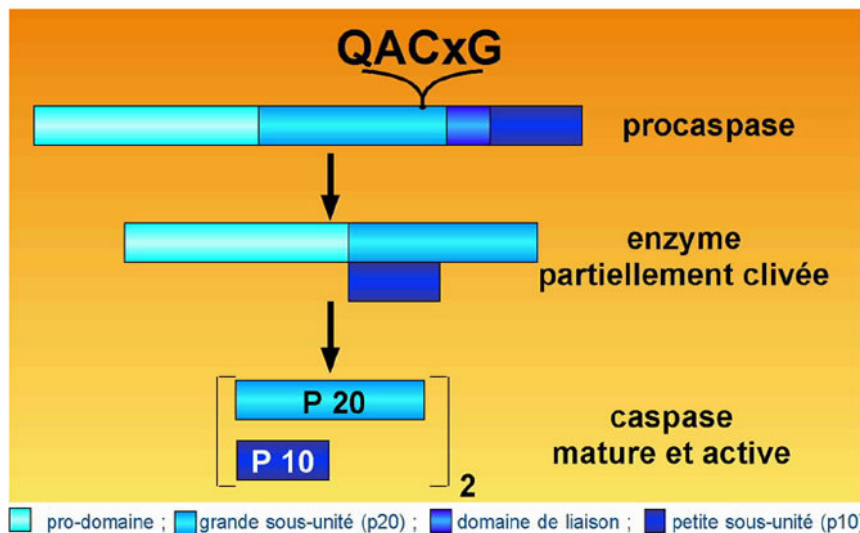 QACxG
procaspase
enzyme
partiellement clivée
P 20
P 10
2
caspase
mature et active
pro-domaine ; grande sous-unité (p20) ; domaine de liaison ; petite sous-unité (p10)